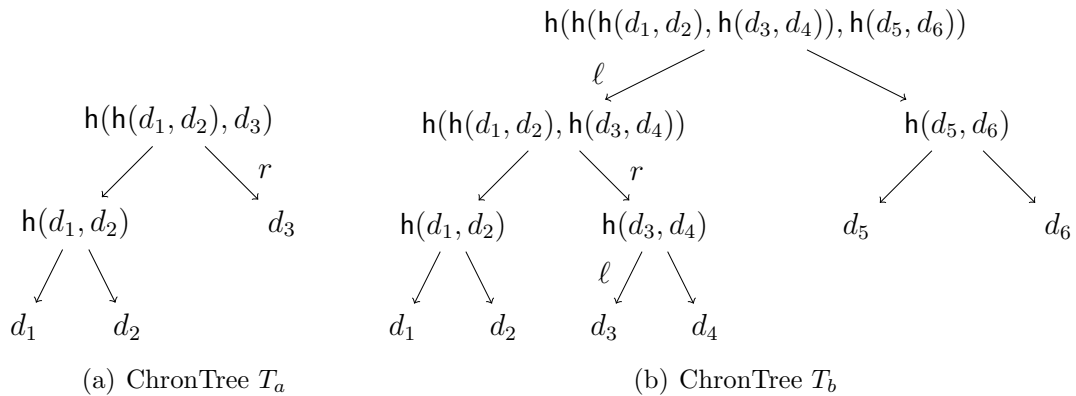 h(h(h(d₁, d₂), h(d₃, d₄)), h(d₅, d₆))
ℓ
h(h(d₁, d₂), d₃) h(h(d₁, d₂), h(d₃, d₄)) h(d₅, d₆)
r r
h(d₁, d₂) d₃ h(d₁, d₂) h(d₃, d₄) d₅ d₆
ℓ
d₁ d₂ d₁ d₂ d₃ d₄
(a) ChronTree Tₐ (b) ChronTree T_b